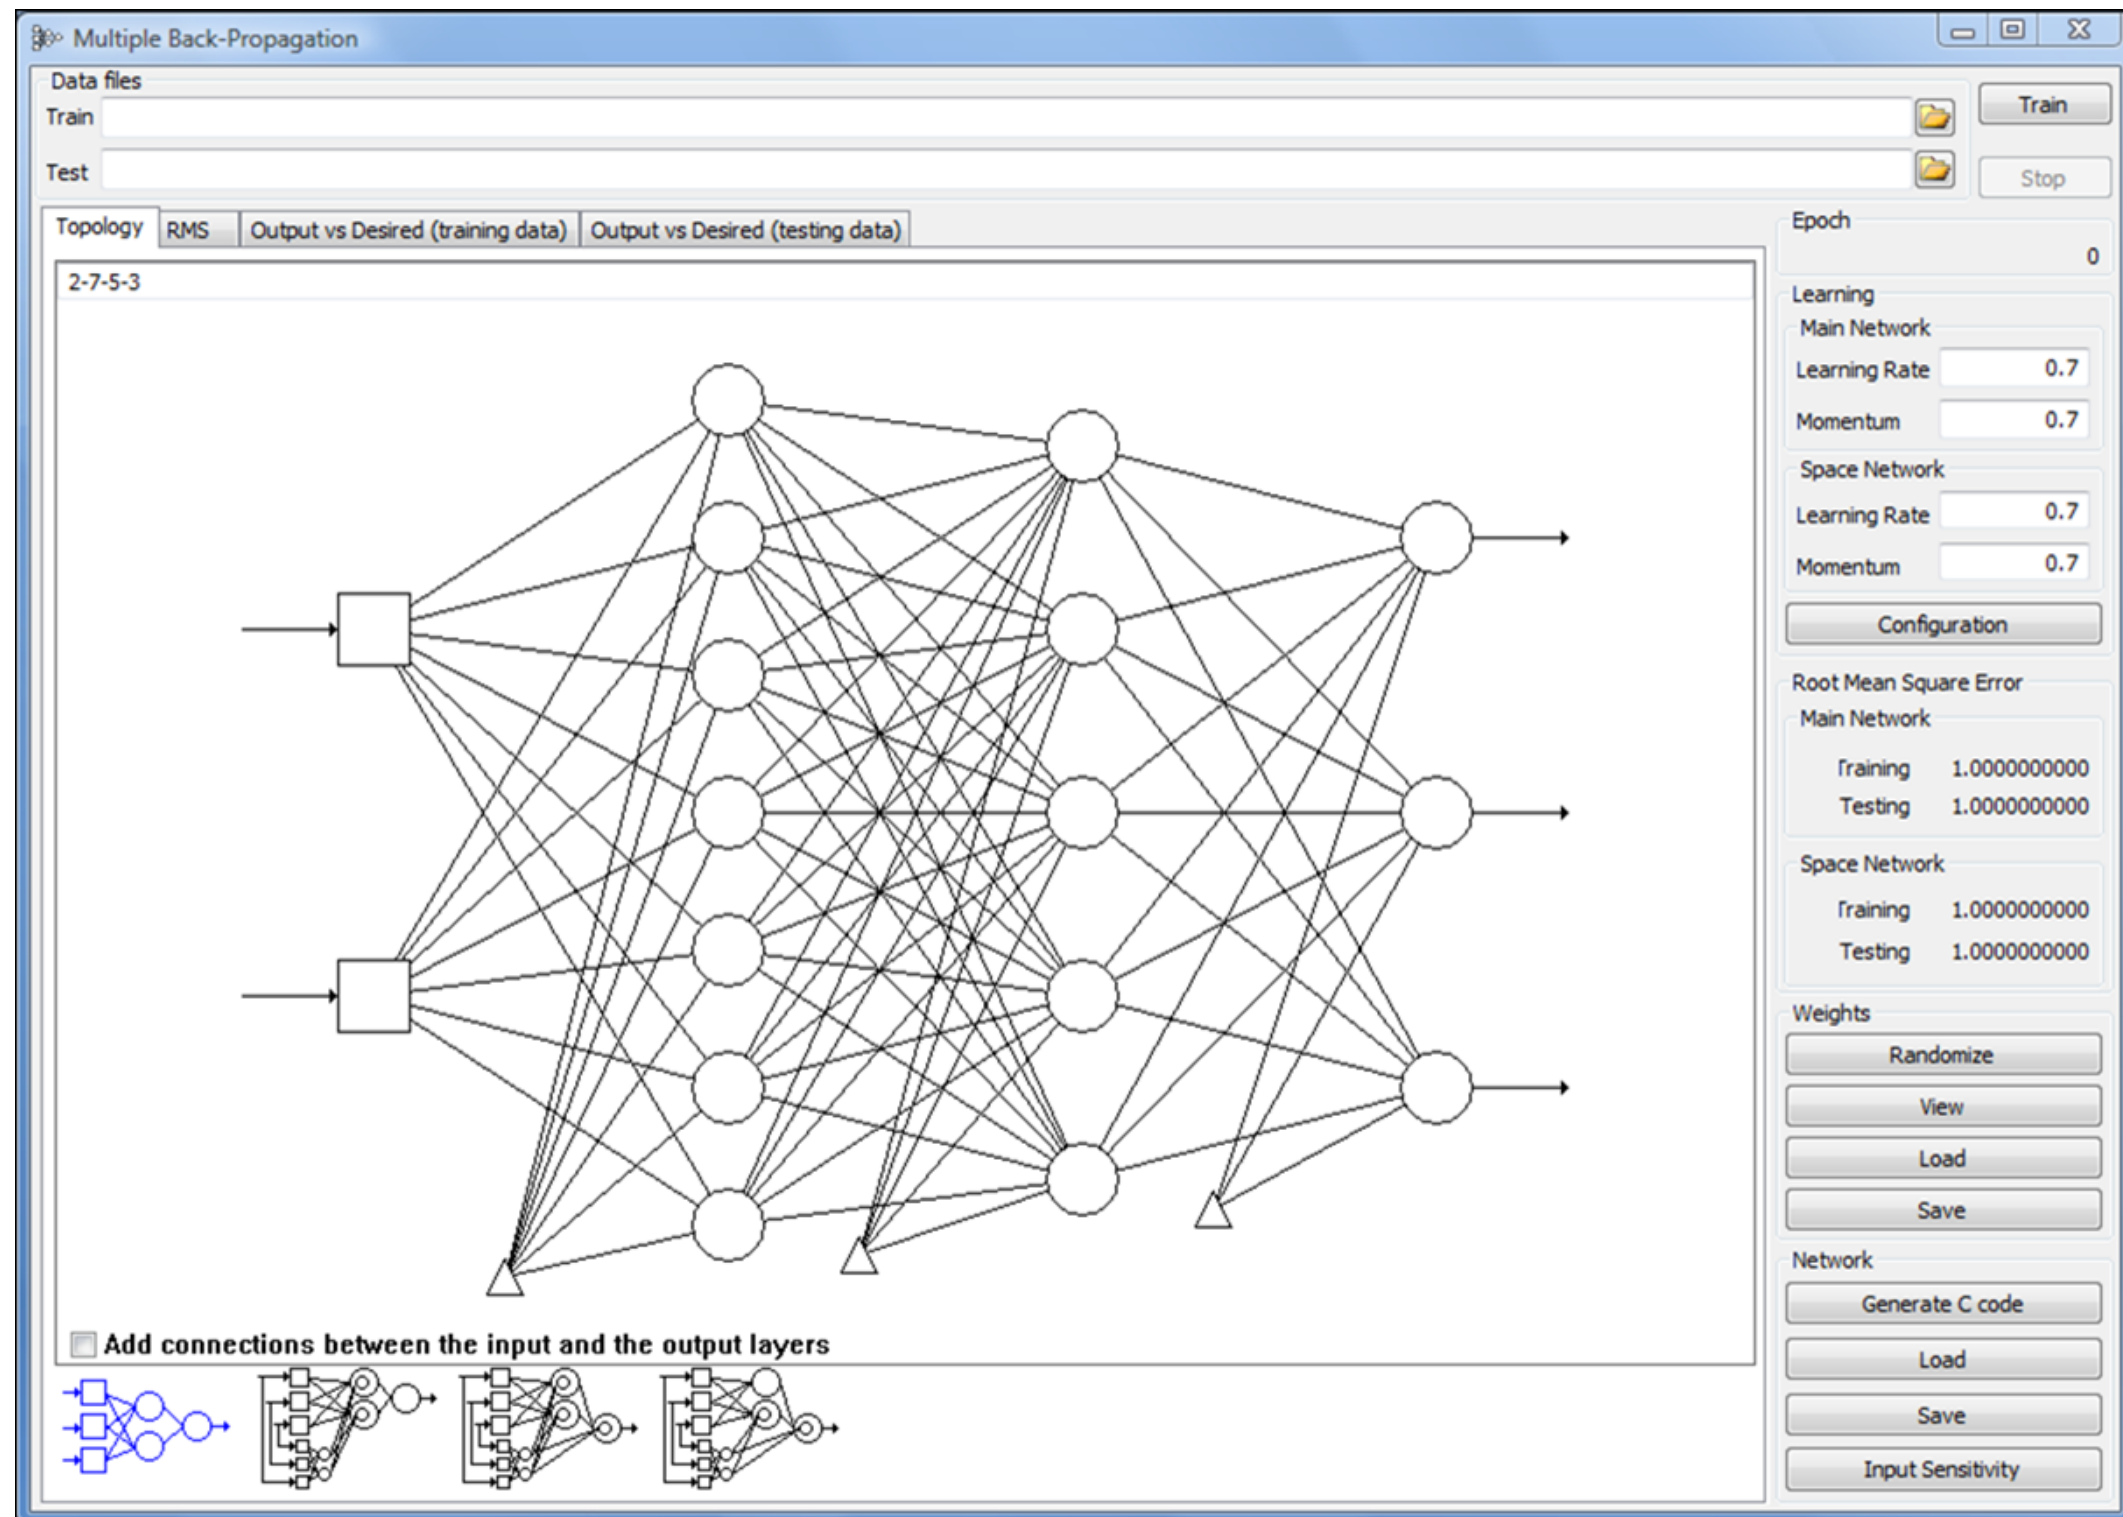 Multiple Back-Propagation
Data files
Train
Train
Test
Stop
Topology RMS Output vs Desired (training data) Output vs Desired (testing data)
2-7-5-3
Add connections between the input and the output layers
Epoch
0
Learning
Main Network
Learning Rate 0.7
Momentum 0.7
Space Network
Learning Rate 0.7
Momentum 0.7
Configuration
Root Mean Square Error
Main Network
Training 1.0000000000
Testing 1.0000000000
Space Network
Training 1.0000000000
Testing 1.0000000000
Weights
Randomize
View
Load
Save
Network
Generate C code
Load
Save
Input Sensitivity